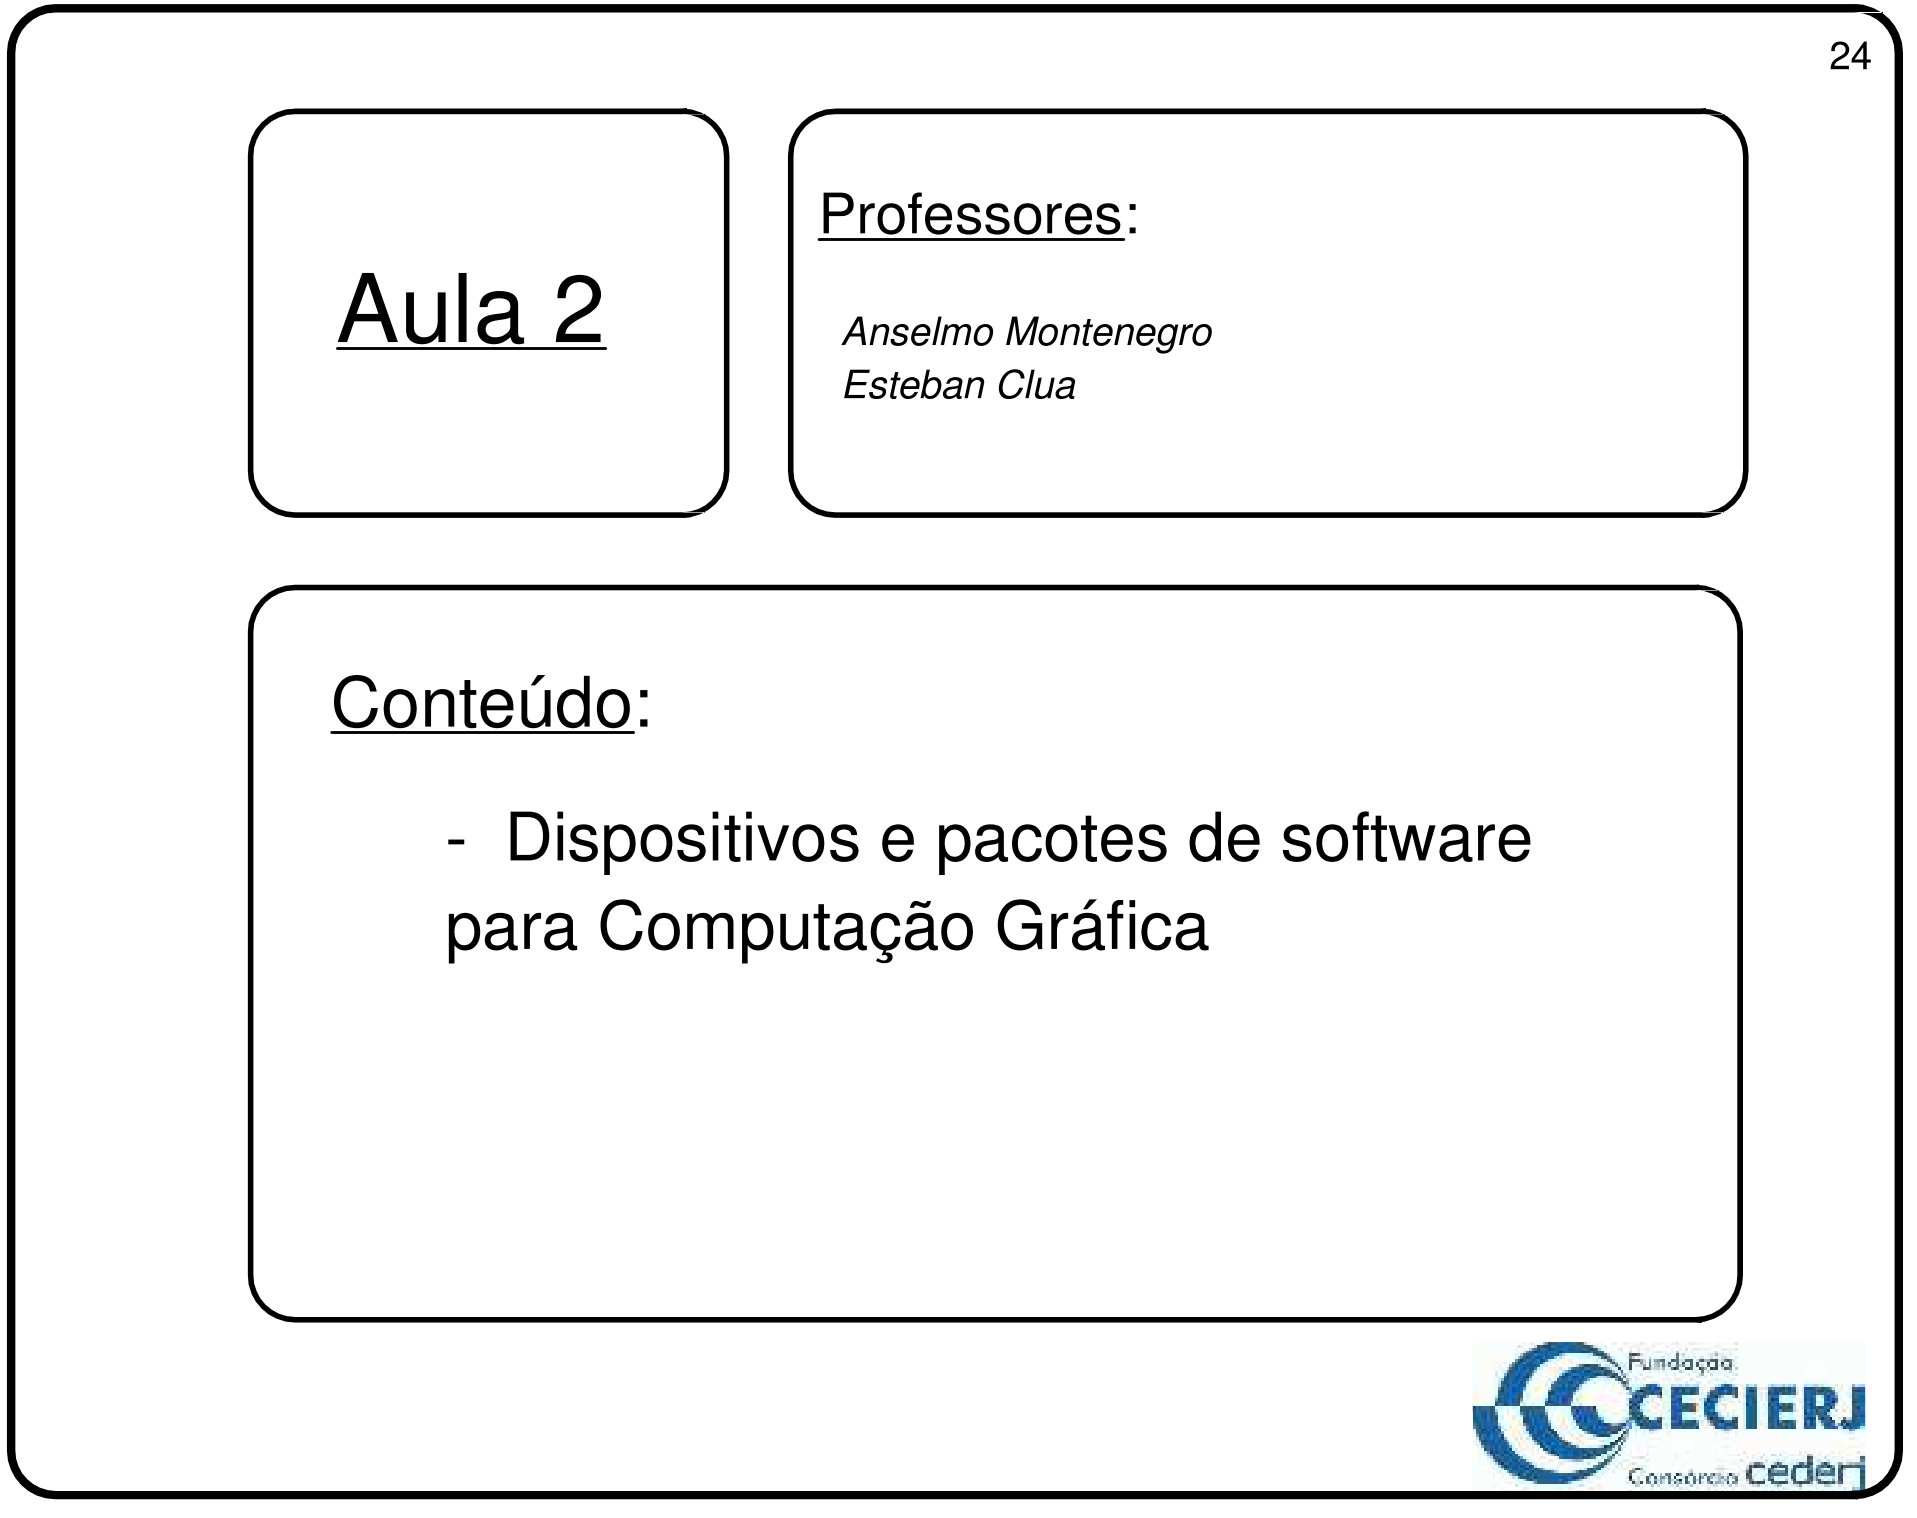 24
Aula 2
Professores:
Anselmo Montenegro
Esteban Clua
Conteúdo:
- Dispositivos e pacotes de software
para Computação Gráfica
Fundação
CECIERJ
Consórcio cederj